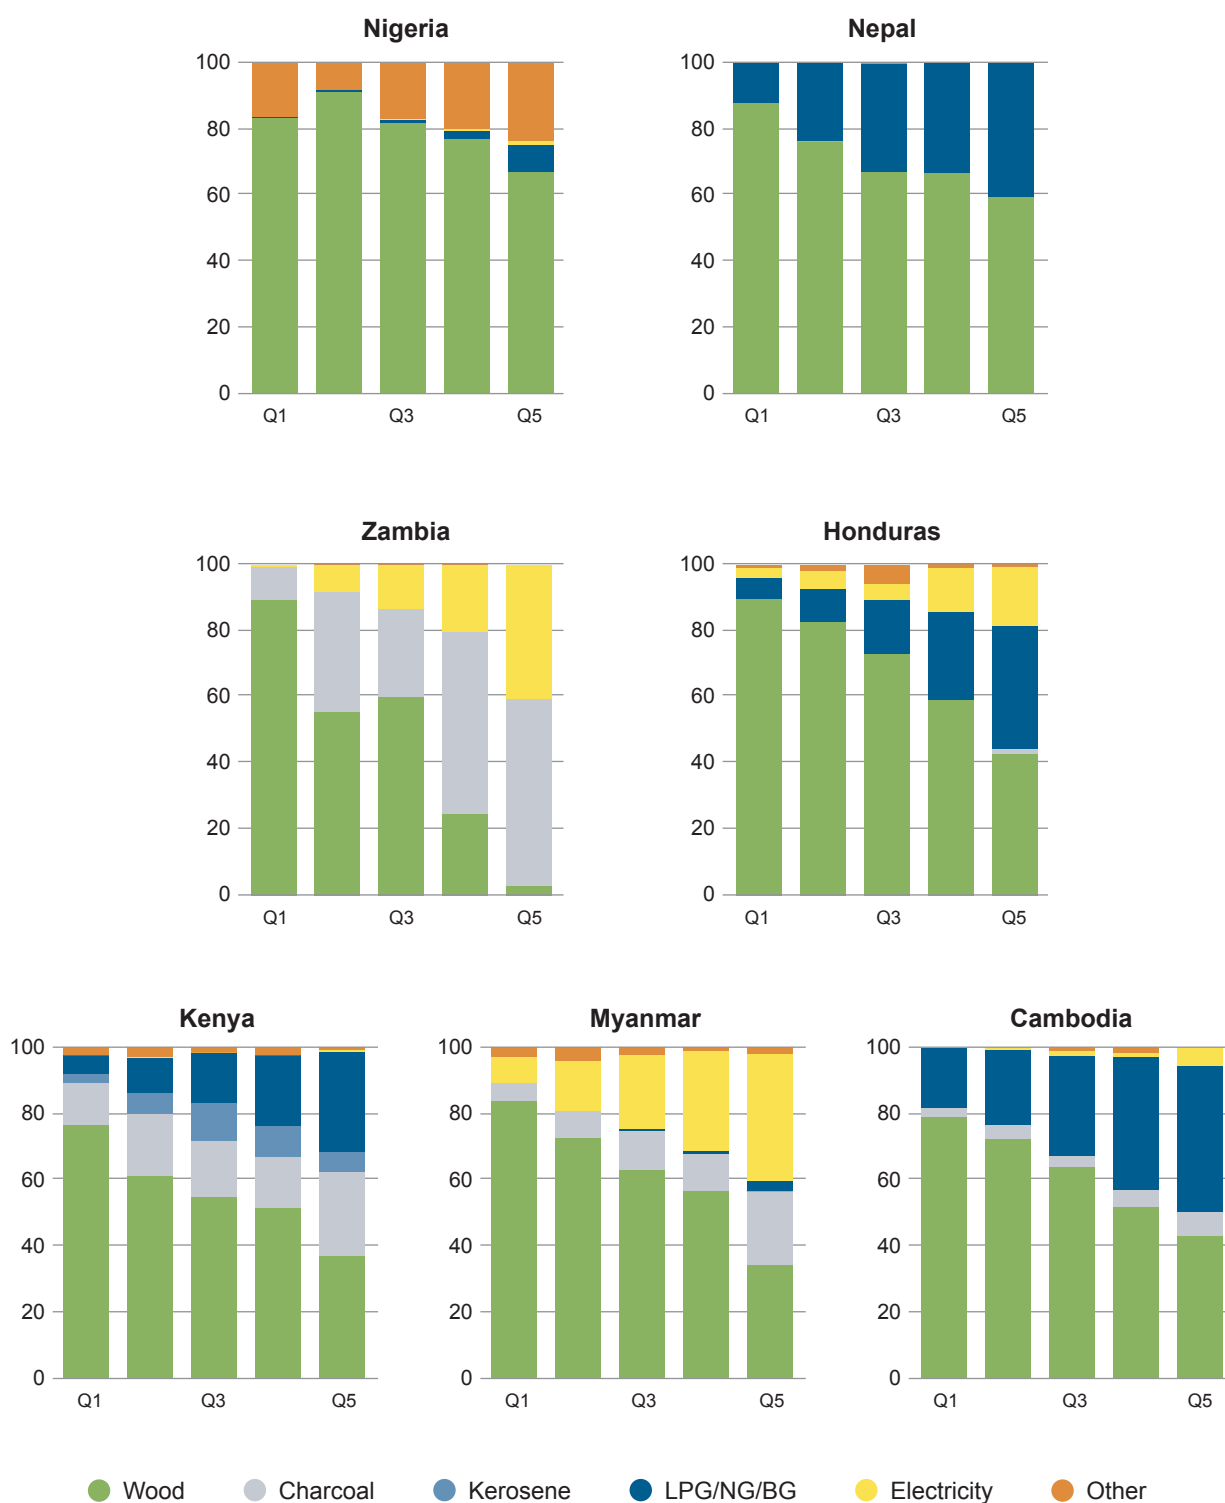 Nigeria
100
80
60
40
20
0
Q1 Q3 Q5
Nepal
100
80
60
40
20
0
Q1 Q3 Q5
Zambia
100
80
60
40
20
0
Q1 Q3 Q5
Honduras
100
80
60
40
20
0
Q1 Q3 Q5
Kenya
100
80
60
40
20
0
Q1 Q3 Q5
Myanmar
100
80
60
40
20
0
Q1 Q3 Q5
Cambodia
100
80
60
40
20
0
Q1 Q3 Q5
Wood Charcoal Kerosene LPG/NG/BG Electricity Other